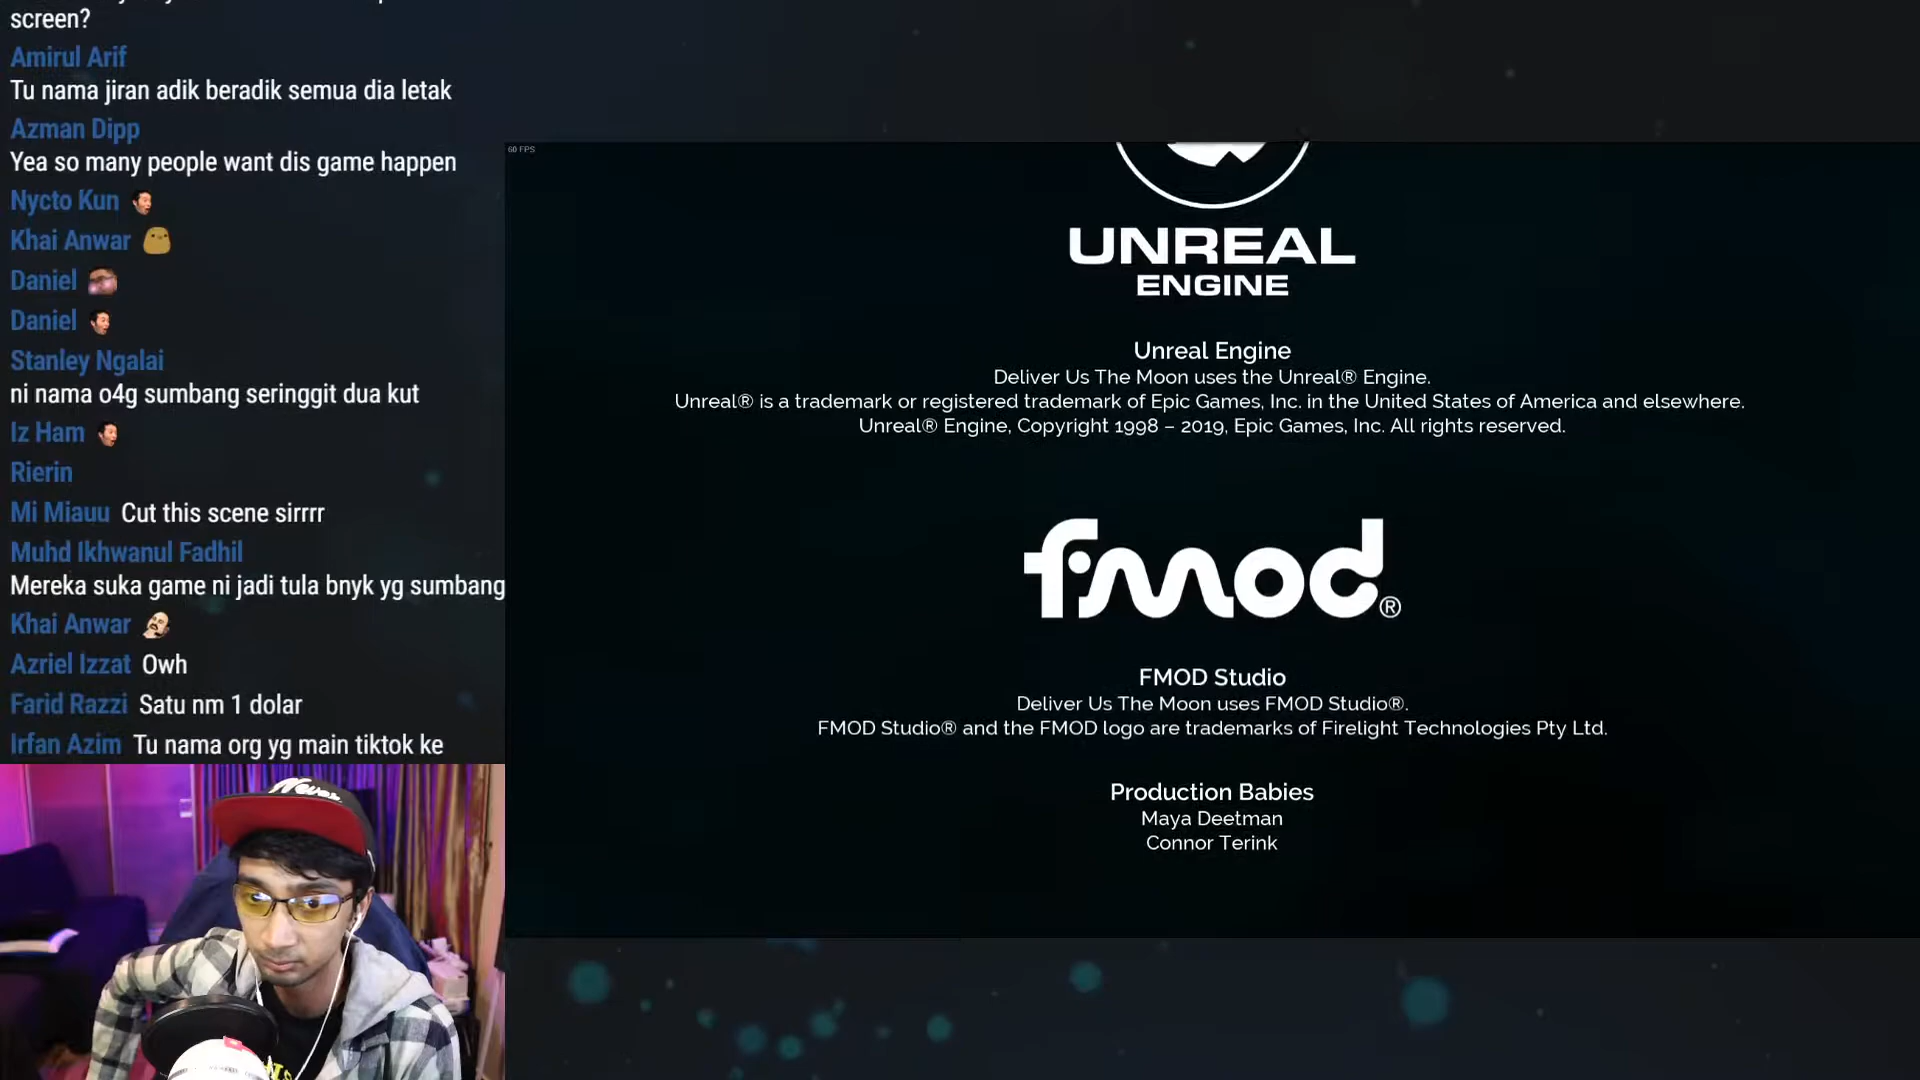 screen?
Amirul Arif
Tu nama jiran adik beradik semua dia letak
Azman Dipp
Yea so many people want dis game happen
Nycto Kun
Khai Anwar
Daniel
Daniel
Stanley Ngalai
ni nama o4g sumbang seringgit dua kut
Iz Ham
Rierin
Mi Miauu Cut this scene sirrrr
Muhd Ikhwanul Fadhil
Mereka suka game ni jadi tula bnyk yg sumbang
Khai Anwar
Azriel Izzat Owh
Farid Razzi Satu nm 1 dolar
Irfan Azim Tu nama org yg main tiktok ke
60 FPS
UNREAL
ENGINE
Unreal Engine
Deliver Us The Moon uses the Unreal® Engine.
Unreal® is a trademark or registered trademark of Epic Games, Inc. in the United States of America and elsewhere.
Unreal® Engine, Copyright 1998 – 2019, Epic Games, Inc. All rights reserved.
fmod®
FMOD Studio
Deliver Us The Moon uses FMOD Studio®.
FMOD Studio® and the FMOD logo are trademarks of Firelight Technologies Pty Ltd.
Production Babies
Maya Deetman
Connor Terink